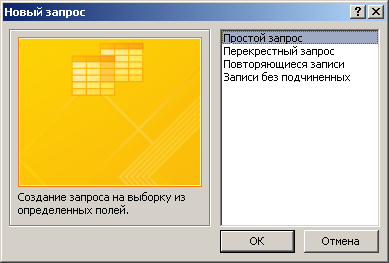 Новый запрос
Простой запрос
Перекрестный запрос
Повторяющиеся записи
Записи без подчиненных
Создание запроса на выборку из
определенных полей.
ОК
Отмена